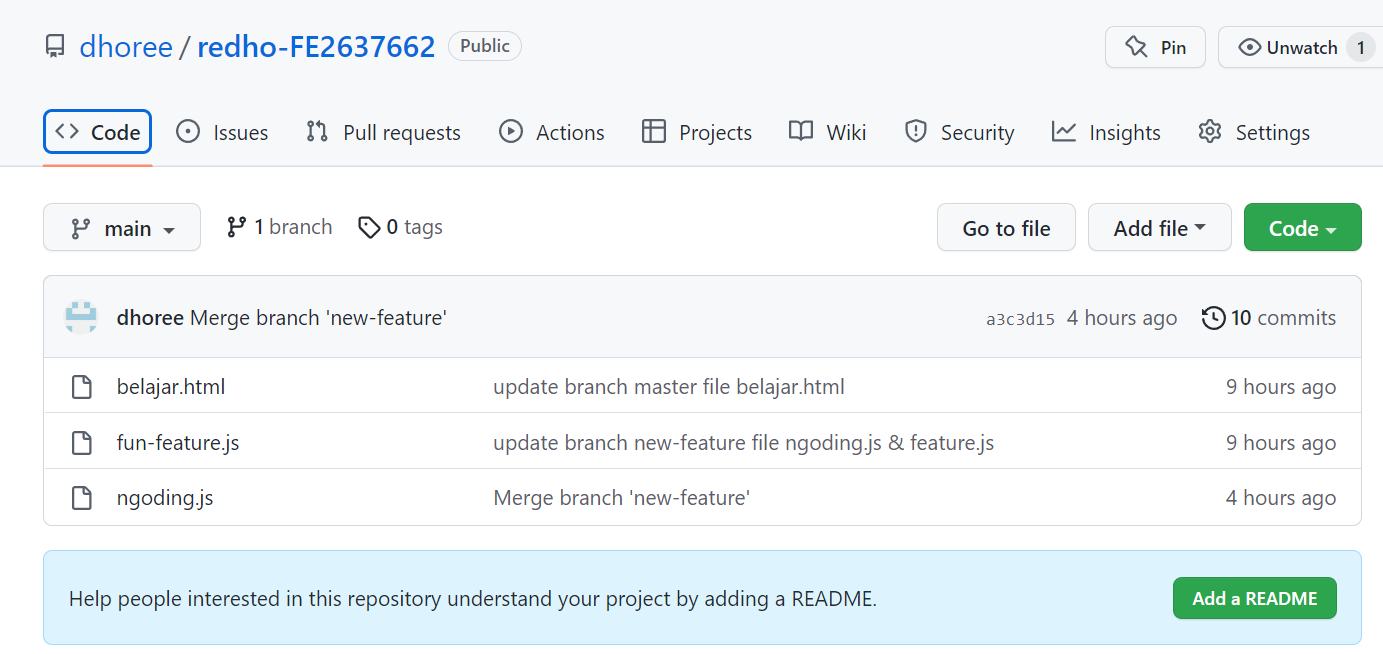 dhoree / redho-FE2637662 Public Pin Unwatch 1
Code Issues Pull requests Actions Projects Wiki Security Insights Settings
main 1 branch 0 tags Go to file Add file Code
dhoree Merge branch 'new-feature' a3c3d15 4 hours ago 10 commits
belajar.html update branch master file belajar.html 9 hours ago
fun-feature.js update branch new-feature file ngoding.js & feature.js 9 hours ago
ngoding.js Merge branch 'new-feature' 4 hours ago
Help people interested in this repository understand your project by adding a README. Add a README